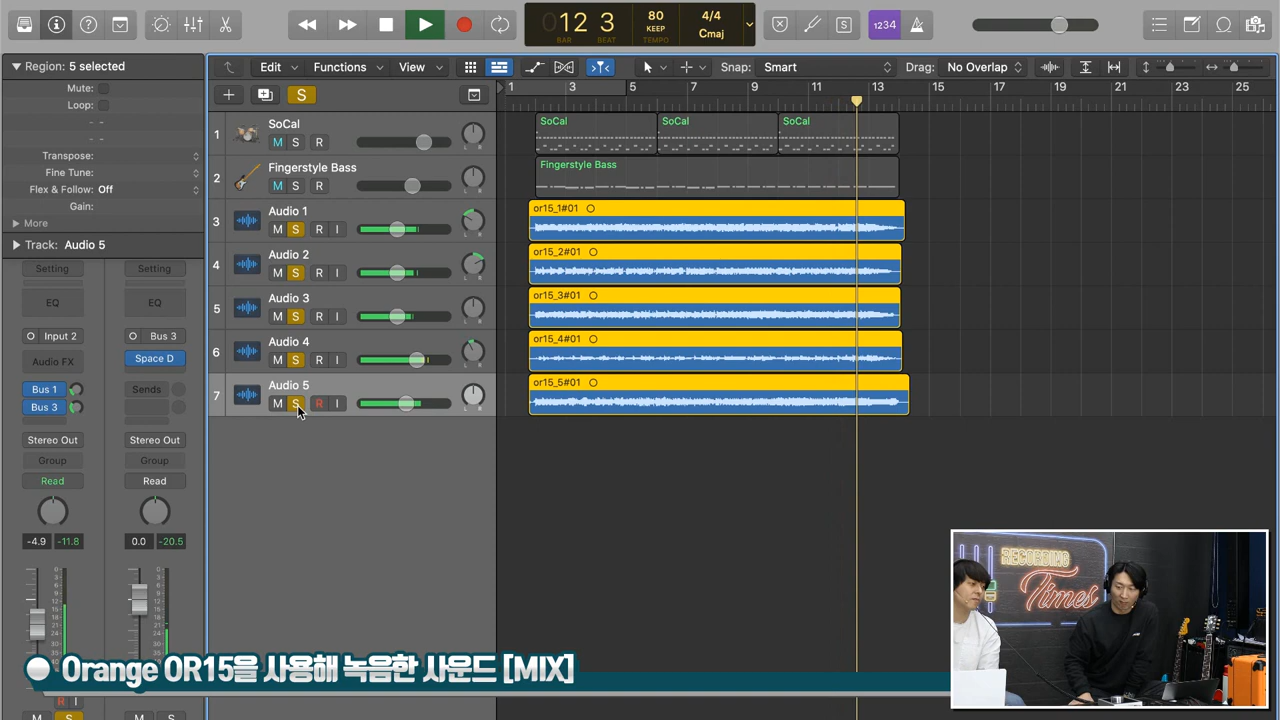 12 3
BAR BEAT
80
KEEP
TEMPO
4/4
Cmaj
S
1234
Region: 5 selected
Mute:
Loop:
- -
- -
Transpose:
Fine Tune:
Flex & Follow: Off
Gain:
More
Track: Audio 5
Edit Functions View Snap: Smart Drag: No Overlap
S
1 3 5 7 9 11 13 15 17 19 21 23 25
1 SoCal
M S R
SoCal SoCal SoCal
2 Fingerstyle Bass
M S R
Fingerstyle Bass
3 Audio 1
M S R I
or15_1#01
4 Audio 2
M S R I
or15_2#01
5 Audio 3
M S R I
or15_3#01
6 Audio 4
M S R I
or15_4#01
7 Audio 5
M S R I
or15_5#01
Setting Setting
EQ EQ
Input 2 B 3
Audio FX Space D
Bus 1 Sends
Bus 3
Stereo Out Stereo Out
Group Group
Read Read
-4.9 -11.8 0.0 -20.5
R I
M S M S
RECORDING
Times
Orange OR15을 사용해 녹음한 사운드 [MIX]